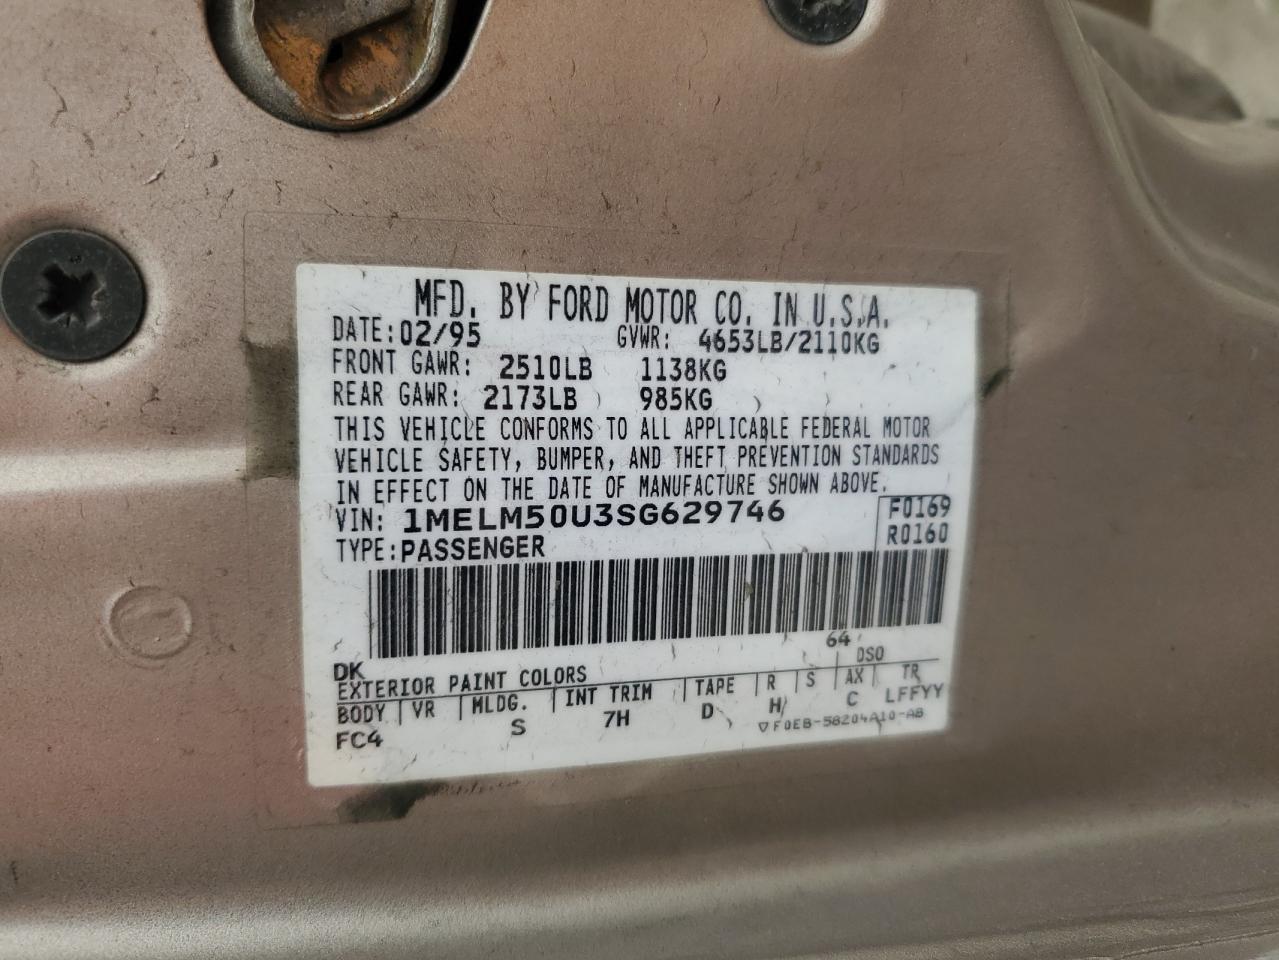 MFD. BY FORD MOTOR CO. IN U.S.A.
DATE: 02/95 GVWR: 4653LB/2110KG
FRONT GAWR: 2510LB 1138KG
REAR GAWR: 2173LB 985KG
THIS VEHICLE CONFORMS TO ALL APPLICABLE FEDERAL MOTOR
VEHICLE SAFETY, BUMPER, AND THEFT PREVENTION STANDARDS
IN EFFECT ON THE DATE OF MANUFACTURE SHOWN ABOVE.
VIN: 1MELM50U3SG629746 F0169
TYPE: PASSENGER R0160
64
DK DSO
EXTERIOR PAINT COLORS
BODY VR MLDG. INT TRIM TAPE R S AX TR
FC4 S 7H D H C LFFYY
F0EB-58204A10-AB